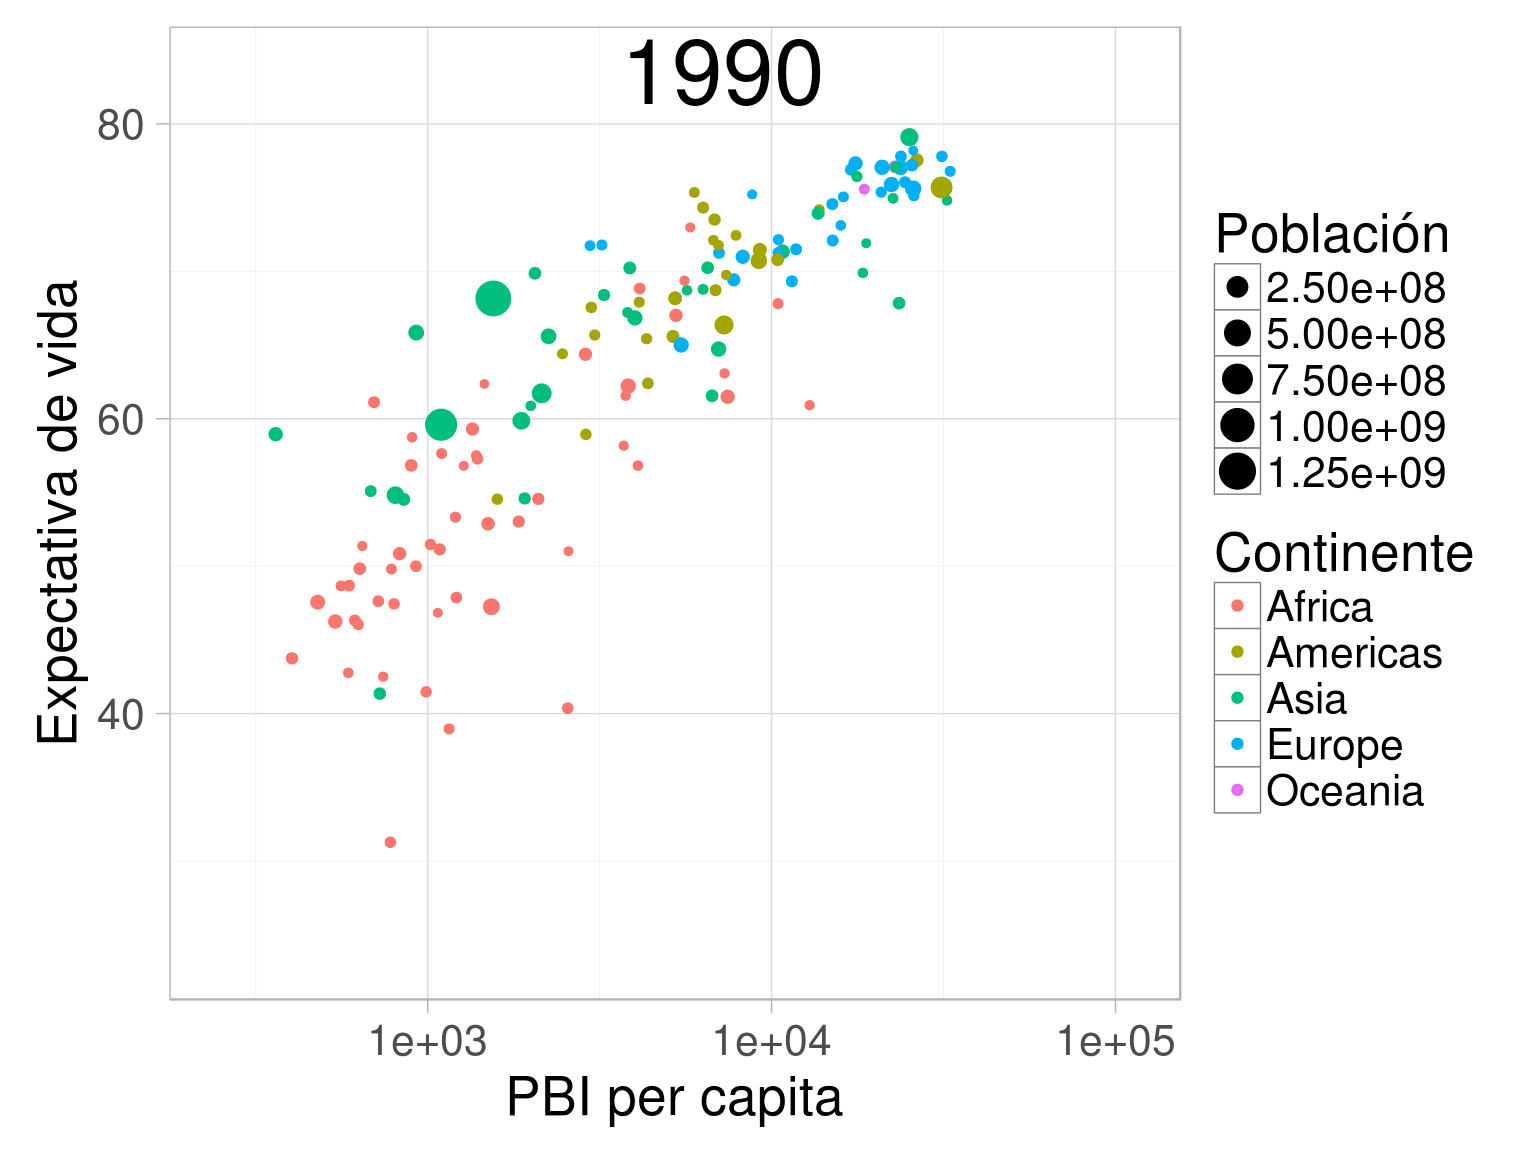 1990
80
60
40
Expectativa de vida
1e+03
1e+04
1e+05
PBI per capita
Población
2.50e+08
5.00e+08
7.50e+08
1.00e+09
1.25e+09
Continente
Africa
Americas
Asia
Europe
Oceania